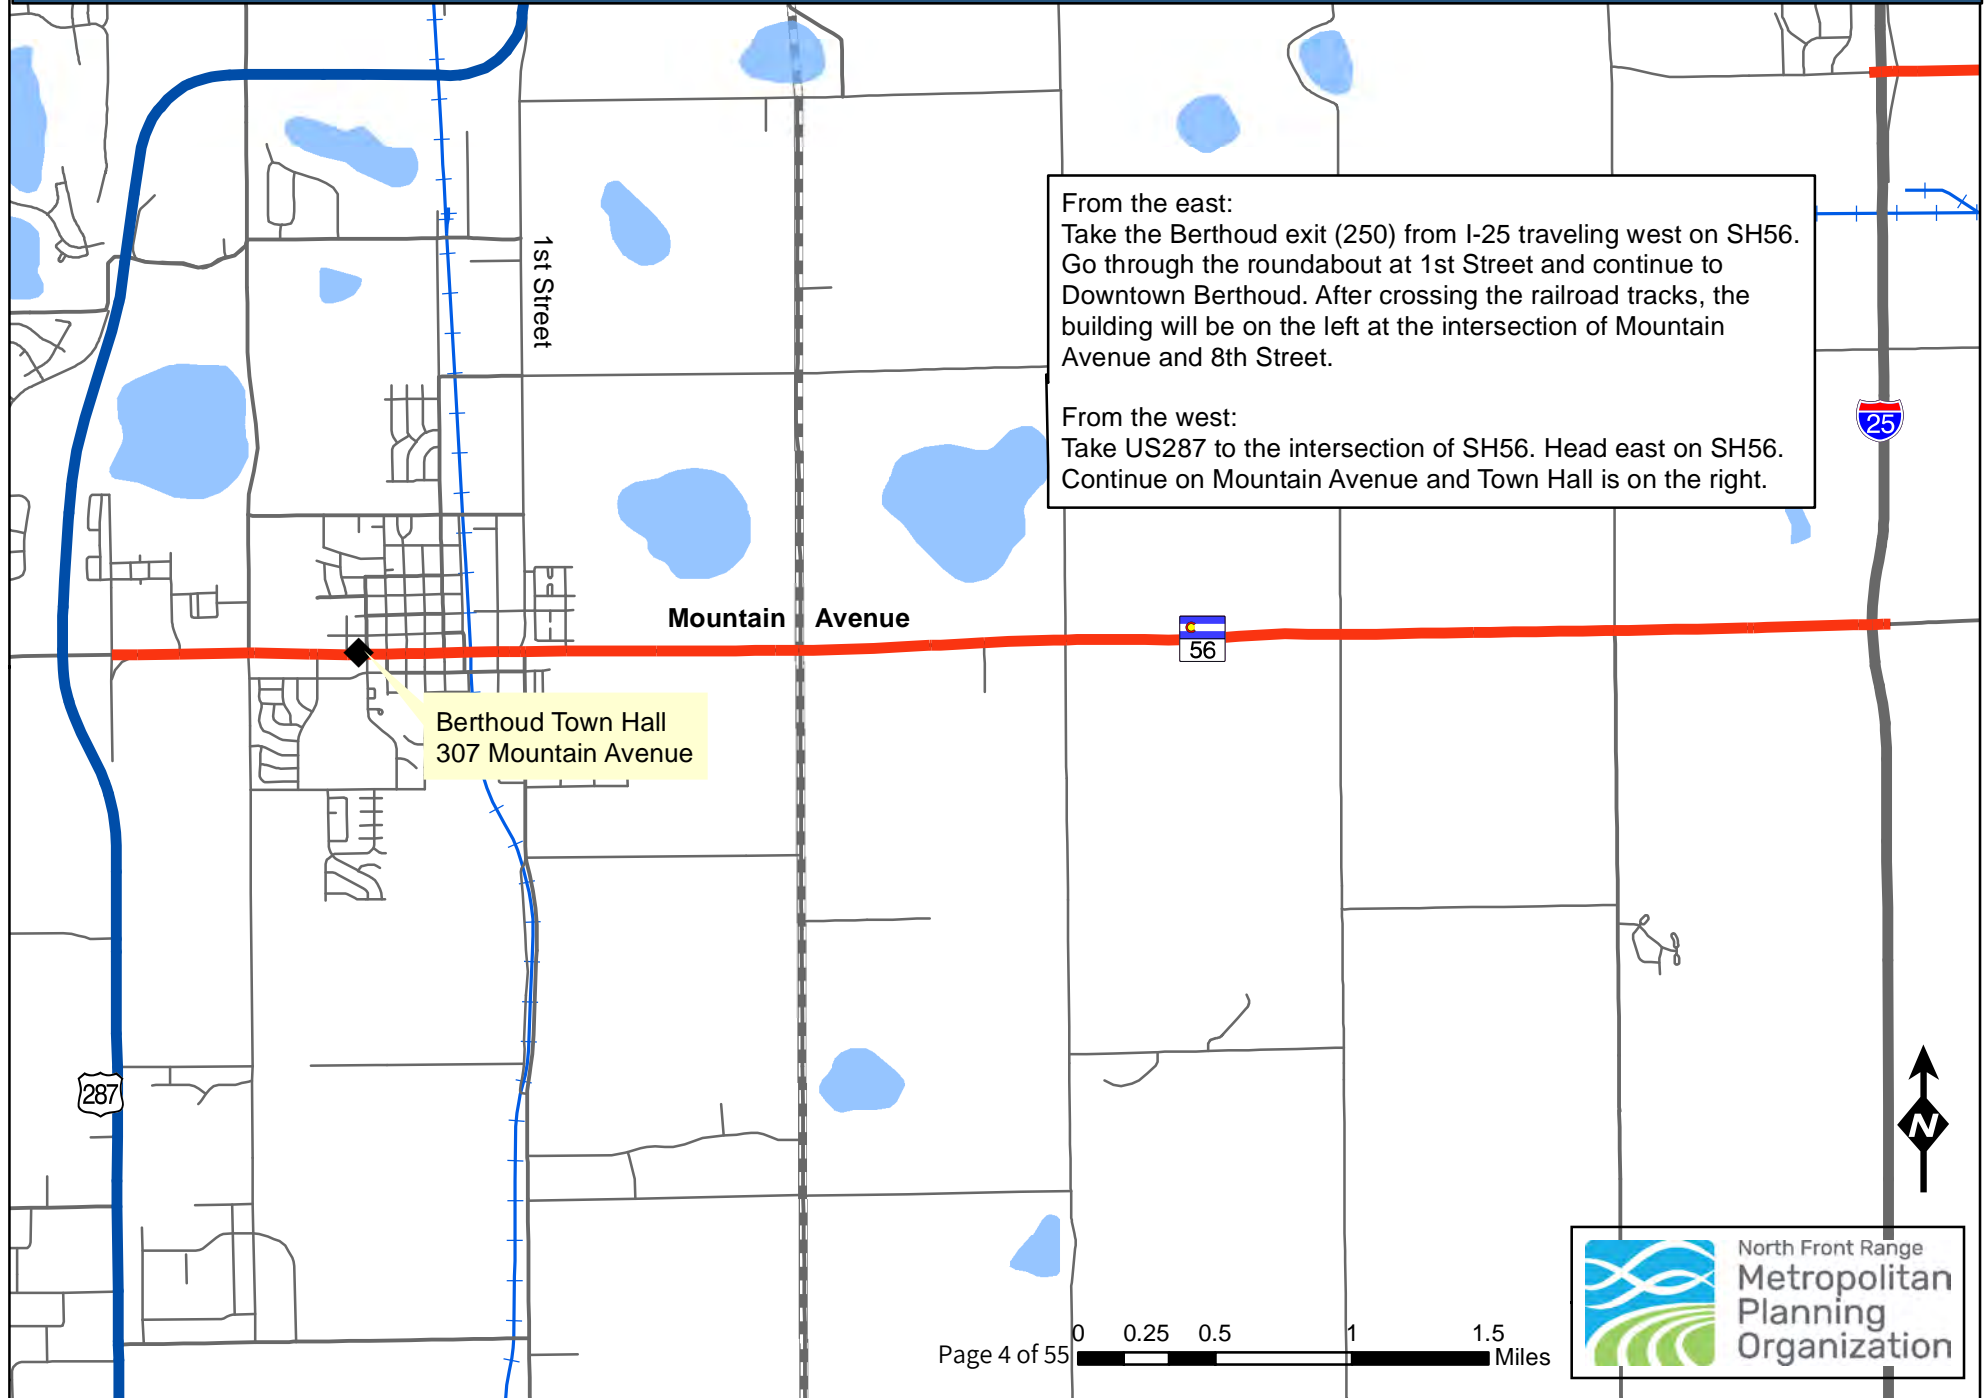 From the east:
Take the Berthoud exit (250) from I-25 traveling west on SH56.
Go through the roundabout at 1st Street and continue to
Downtown Berthoud. After crossing the railroad tracks, the
building will be on the left at the intersection of Mountain
Avenue and 8th Street.
From the west:
Take US287 to the intersection of SH56. Head east on SH56.
Continue on Mountain Avenue and Town Hall is on the right.
1st Street
25
Mountain Avenue
56
Berthoud Town Hall
307 Mountain Avenue
287
N
North Front Range
Metropolitan
Planning
Organization
0 0.25 0.5 1 1.5
Miles
Page 4 of 55